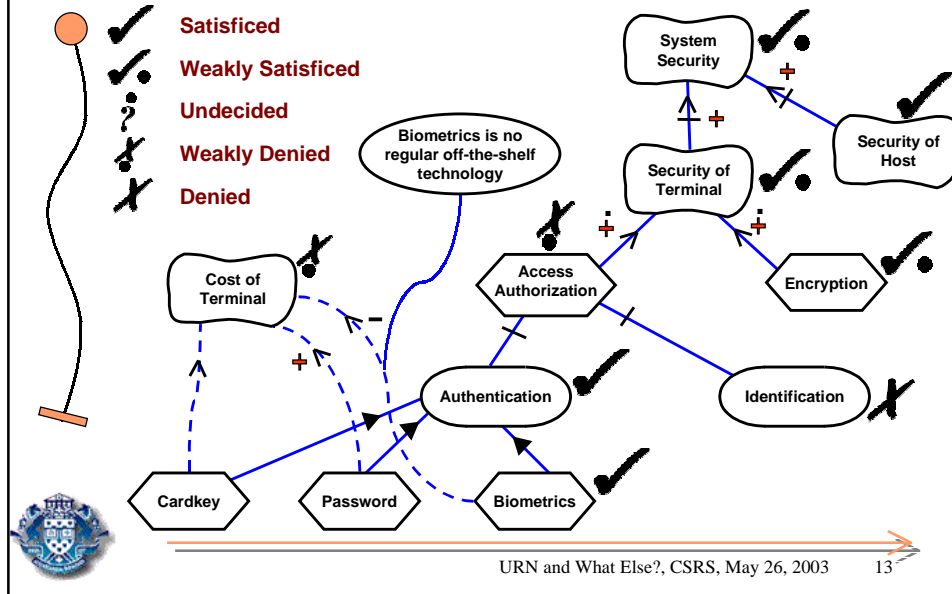 Satisficed
Weakly Satisficed
Undecided
Weakly Denied
Denied
Biometrics is no
regular off-the-shelf
technology
System
Security
Security of
Host
Security of
Terminal
Cost of
Terminal
Access
Authorization
Encryption
Authentication
Identification
Cardkey
Password
Biometrics
URN and What Else?, CSRS, May 26, 2003 13